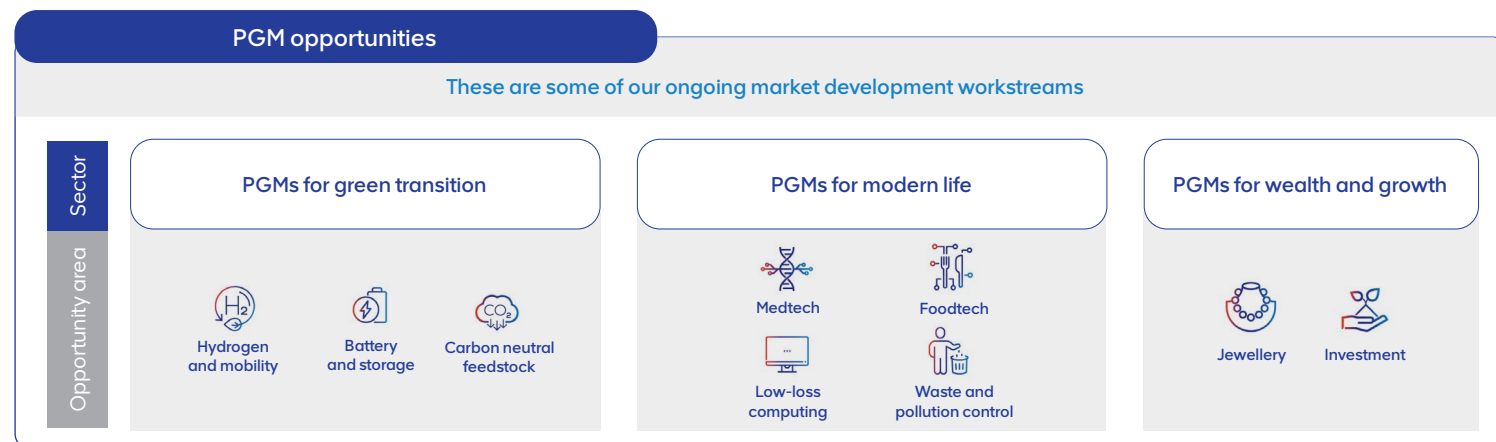 PGM opportunities
These are some of our ongoing market development workstreams
Sector
PGMs for green transition
PGMs for modern life
PGMs for wealth and growth
Opportunity area
H₂
Hydrogen
and mobility
Battery
and storage
CO₂
Carbon neutral
feedstock
Medtech
Foodtech
Low-loss
computing
Waste and
pollution control
Jewellery
Investment